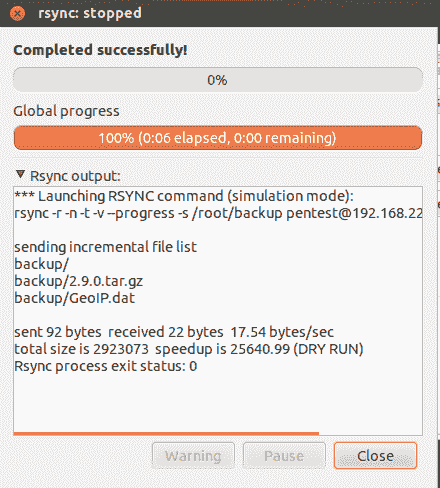 rsync: stopped
Completed successfully!
0%
Global progress
100% (0:06 elapsed, 0:00 remaining)
Rsync output:
*** Launching RSYNC command (simulation mode):
rsync -r -n -t -v --progress -s /root/backup pentest@192.168.22
sending incremental file list
backup/
backup/2.9.0.tar.gz
backup/GeoIP.dat
sent 92 bytes  received 22 bytes  17.54 bytes/sec
total size is 2923073  speedup is 25640.99 (DRY RUN)
Rsync process exit status: 0
Warning
Pause
Close